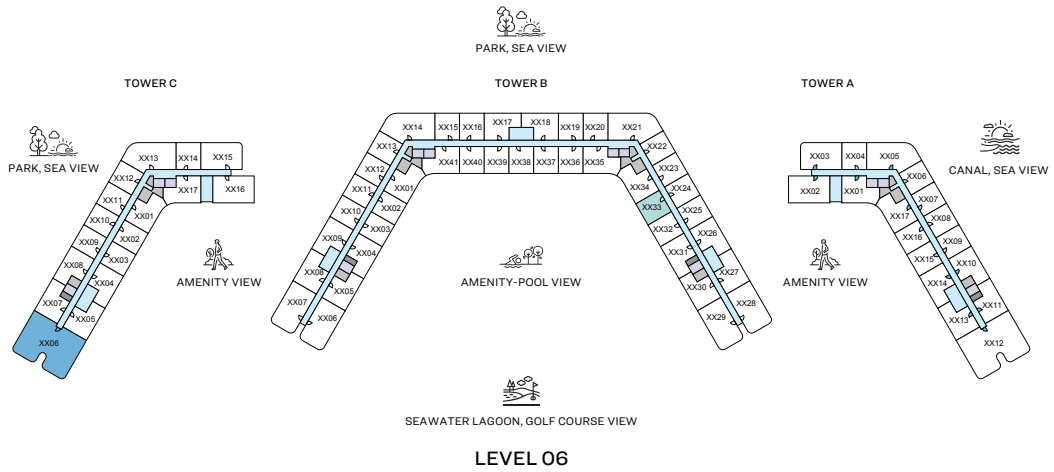 PARK, SEA VIEW
TOWER C
TOWER B
TOWER A
PARK, SEA VIEW
CANAL, SEA VIEW
XX13
XX14
XX15
XX12
XX17
XX16
XX11
XX01
XX10
XX02
XX09
XX03
XX08
XX04
XX07
XX05
XX06
XX14
XX15
XX16
XX17
XX18
XX19
XX20
XX21
XX13
XX41
XX40
XX39
XX38
XX37
XX36
XX35
XX22
XX12
XX01
XX34
XX23
XX11
XX02
XX33
XX24
XX10
XX03
XX32
XX25
XX09
XX04
XX31
XX26
XX08
XX05
XX30
XX27
XX07
XX06
XX29
XX28
XX03
XX04
XX05
XX02
XX01
XX06
XX17
XX07
XX16
XX08
XX15
XX09
XX14
XX10
XX13
XX11
XX12
AMENITY VIEW
AMENITY-POOL VIEW
AMENITY VIEW
SEAWATER LAGOON, GOLF COURSE VIEW
LEVEL 06